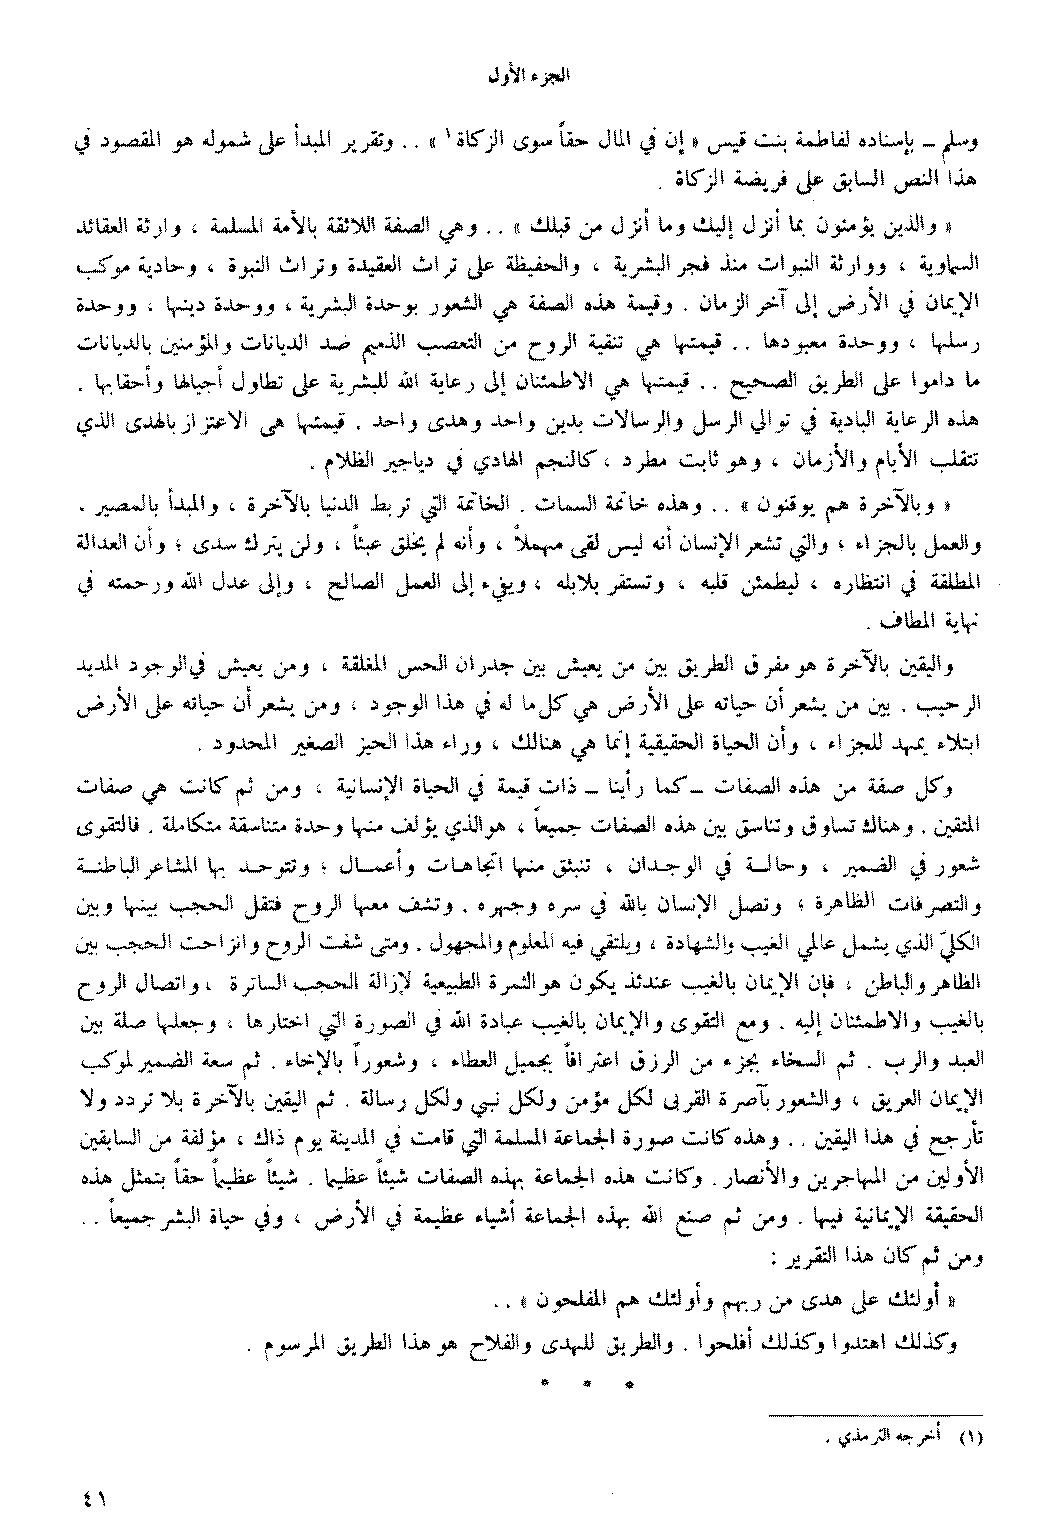 الجزء الأول
وسلم – بإسناده لفاطمة بنت قيس « إن في المال حقاً سوى الزكاة ١ » .. وتقرير المبدأ على شموله هو المقصود في
هذا النص السابق على فريضة الزكاة .
« والذين يؤمنون بما أنزل إليك وما أنزل من قبلك » .. وهي الصفة اللائقة بالأمة المسلمة ، وارثة العقائد
السماوية ، ووارثة النبوات منذ فجر البشرية ، والحفيظة على تراث العقيدة وتراث النبوة ، وحادية موكب
الإيمان في الأرض إلى آخر الزمان . وقيمة هذه الصفة هي الشعور بوحدة البشرية ، ووحدة دينها ، ووحدة
رسلها ، ووحدة معبودها .. قيمتها هي تنقية الروح من التعصب الذميم ضد الديانات والمؤمنين بالديانات
ما داموا على الطريق الصحيح .. قيمتها هي الاطمئنان إلى رعاية الله للبشرية على تطاول أجيالها وأحقابها .
هذه الرعاية البادية في توالي الرسل والرسالات بدين واحد وهدى واحد . قيمتها هي الاعتزاز بالهدى الذي
تتقلب الأيام والأزمان ، وهو ثابت مطرد ، كالنجم الهادي في دياجير الظلام .
« وبالآخرة هم يوقنون » .. وهذه خاتمة السمات . الخاتمة التي تربط الدنيا بالآخرة ، والمبدأ بالمصير ،
والعمل بالجزاء ؛ والتي تشعر الإنسان أنه ليس لقى مهملاً ، وأنه لم يخلق عبثاً ، ولن يترك سدى ؛ وأن العدالة
المطلقة في انتظاره ، ليطمئن قلبه ، وتستقر بلابله ، ويفيء إلى العمل الصالح ، وإلى عدل الله ورحمته في
نهاية المطاف .
واليقين بالآخرة هو مفرق الطريق بين من يعيش بين جدران الحس المغلقة ، ومن يعيش في الوجود المديد
الرحيب . بين من يشعر أن حياته على الأرض هي كل ما له في هذا الوجود ، ومن يشعر أن حياته على الأرض
ابتلاء يمهد للجزاء ، وأن الحياة الحقيقية إنما هي هنالك ، وراء هذا الحيز الصغير المحدود .
وكل صفة من هذه الصفات – كما رأينا – ذات قيمة في الحياة الإنسانية ، ومن ثم كانت هي صفات
المتقين . وهناك تساوق وتناسق بين هذه الصفات جميعاً ، هو الذي يؤلف منها وحدة متناسقة متكاملة . فالتقوى
شعور في الضمير ، وحالة في الوجدان ، تنبثق منها اتجاهات وأعمال ؛ وتتوحد بها المشاعر الباطنة
والتصرفات الظاهرة ؛ وتصل الإنسان بالله في سره وجهره . وتشف معها الروح فتقل الحجب بينها وبين
الكليّ الذي يشمل عالمي الغيب والشهادة ، ويلتقي فيه المعلوم والمجهول . ومتى شفت الروح وانزاحت الحجب بين
الظاهر والباطن ، فإن الإيمان بالغيب عندئذ يكون هو الثمرة الطبيعية لإزالة الحجب الساترة ، واتصال الروح
بالغيب والاطمئنان إليه . ومع التقوى والإيمان بالغيب عبادة الله في الصورة التي اختارها ، وجعلها صلة بين
العبد والرب . ثم السخاء بجزء من الرزق اعترافاً بجميل العطاء ، وشعوراً بالإخاء . ثم سعة الضمير لموكب
الإيمان العريق ، والشعور بآصرة القربى لكل مؤمن ولكل نبي ولكل رسالة . ثم اليقين بالآخرة بلا تردد ولا
تأرجح في هذا اليقين .. وهذه كانت صورة الجماعة المسلمة التي قامت في المدينة يوم ذاك ، مؤلفة من السابقين
الأولين من المهاجرين والأنصار . وكانت هذه الجماعة بهذه الصفات شيئاً عظيما . شيئاً عظيماً حقاً بتمثل هذه
الحقيقة الإيمانية فيها . ومن ثم صنع الله بهذه الجماعة أشياء عظيمة في الأرض ، وفي حياة البشر جميعاً ..
ومن ثم كان هذا التقرير :
« أولئك على هدى من ربهم وأولئك هم المفلحون » ..
وكذلك اهتدوا وكذلك أفلحوا . والطريق للهدى والفلاح هو هذا الطريق المرسوم .
* * *
(١) أخرجه الترمذي .
٤١